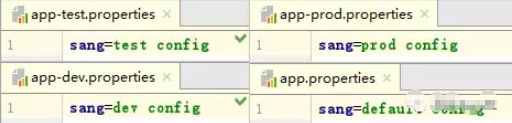 app-test.properties ×
1 sang=test config
app-prod.properties ×
1 sang=prod config
app-dev.properties ×
1 sang=dev config
app.properties ×
1 sang=default config